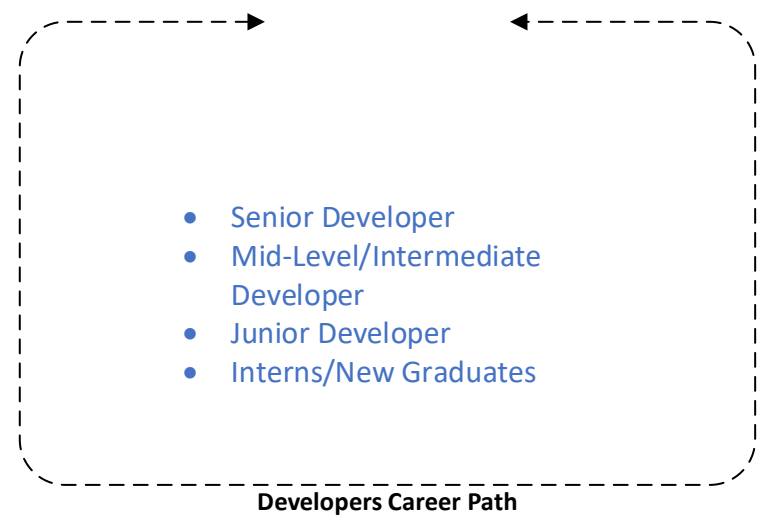 • Senior Developer
• Mid-Level/Intermediate
Developer
• Junior Developer
• Interns/New Graduates
Developers Career Path